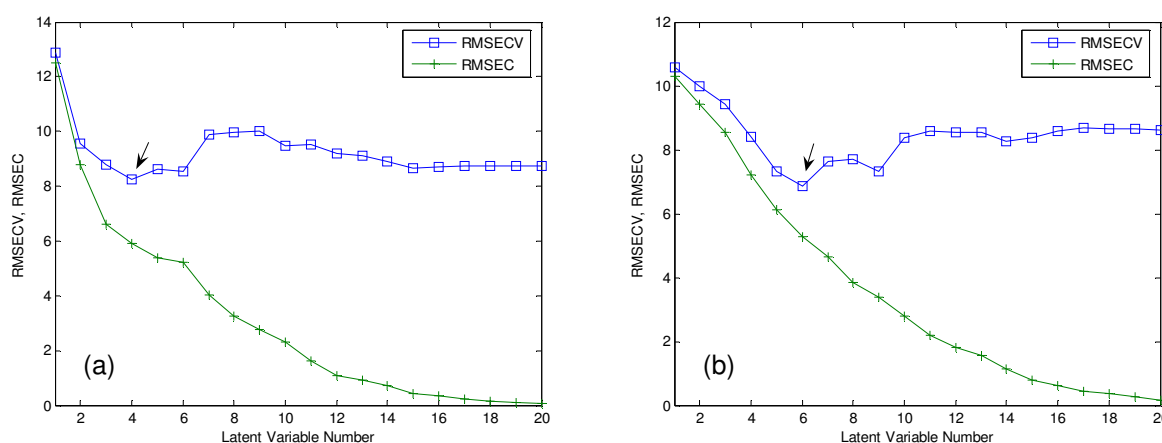 14
12
10
8
6
4
2
0
RMSECV, RMSEC
RMSECV
RMSEC
(a)
2 4 6 8 10 12 14 16 18 20
Latent Variable Number
12
10
8
6
4
2
0
RMSECV, RMSEC
RMSECV
RMSEC
(b)
2 4 6 8 10 12 14 16 18 20
Latent Variable Number